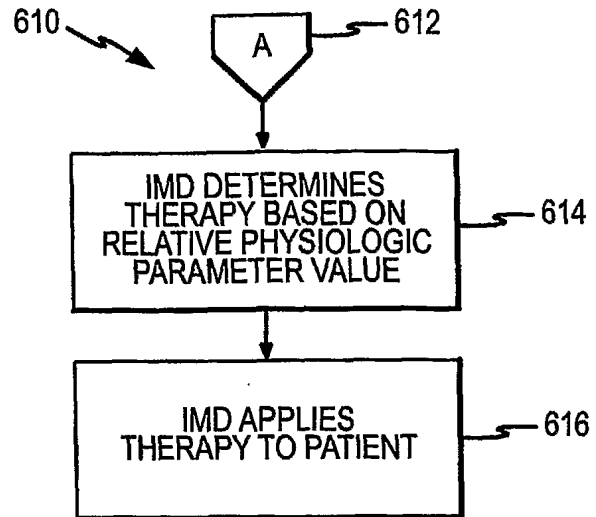 610
A
612
IMD DETERMINES
THERAPY BASED ON
RELATIVE PHYSIOLOGIC
PARAMETER VALUE
614
IMD APPLIES
THERAPY TO PATIENT
616